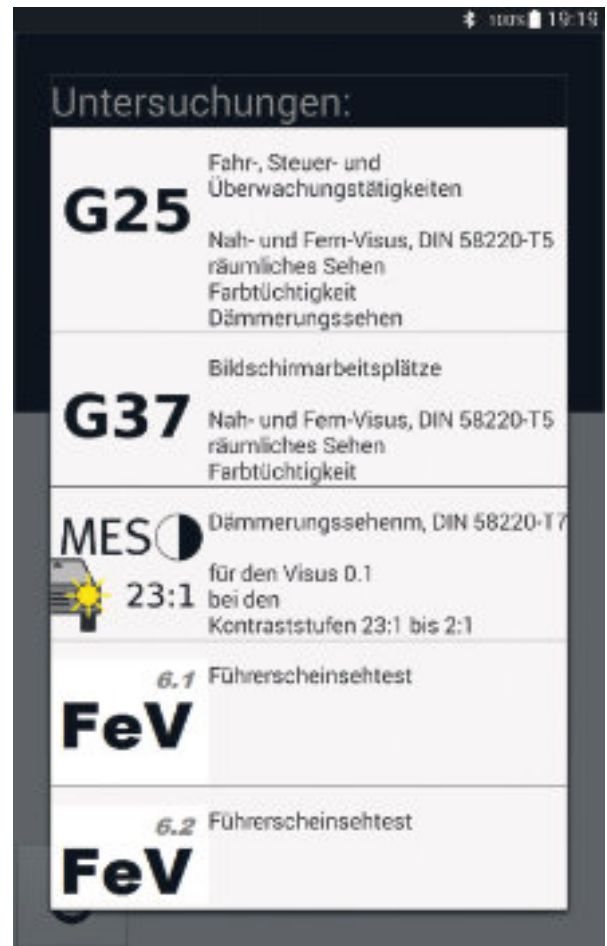 100% 19:19
Untersuchungen:
G25
Fahr-, Steuer- und
Überwachungstätigkeiten
Nah- und Fern-Visus, DIN 58220-T5
räumliches Sehen
Farbtüchtigkeit
Dämmerungssehen
G37
Bildschirmarbeitsplätze
Nah- und Fern-Visus, DIN 58220-T5
räumliches Sehen
Farbtüchtigkeit
MES
23:1
Dämmerungssehenm, DIN 58220-T7
für den Visus 0.1
bei den
Kontraststufen 23:1 bis 2:1
6.1
FeV
Führerscheinsehtest
6.2
FeV
Führerscheinsehtest